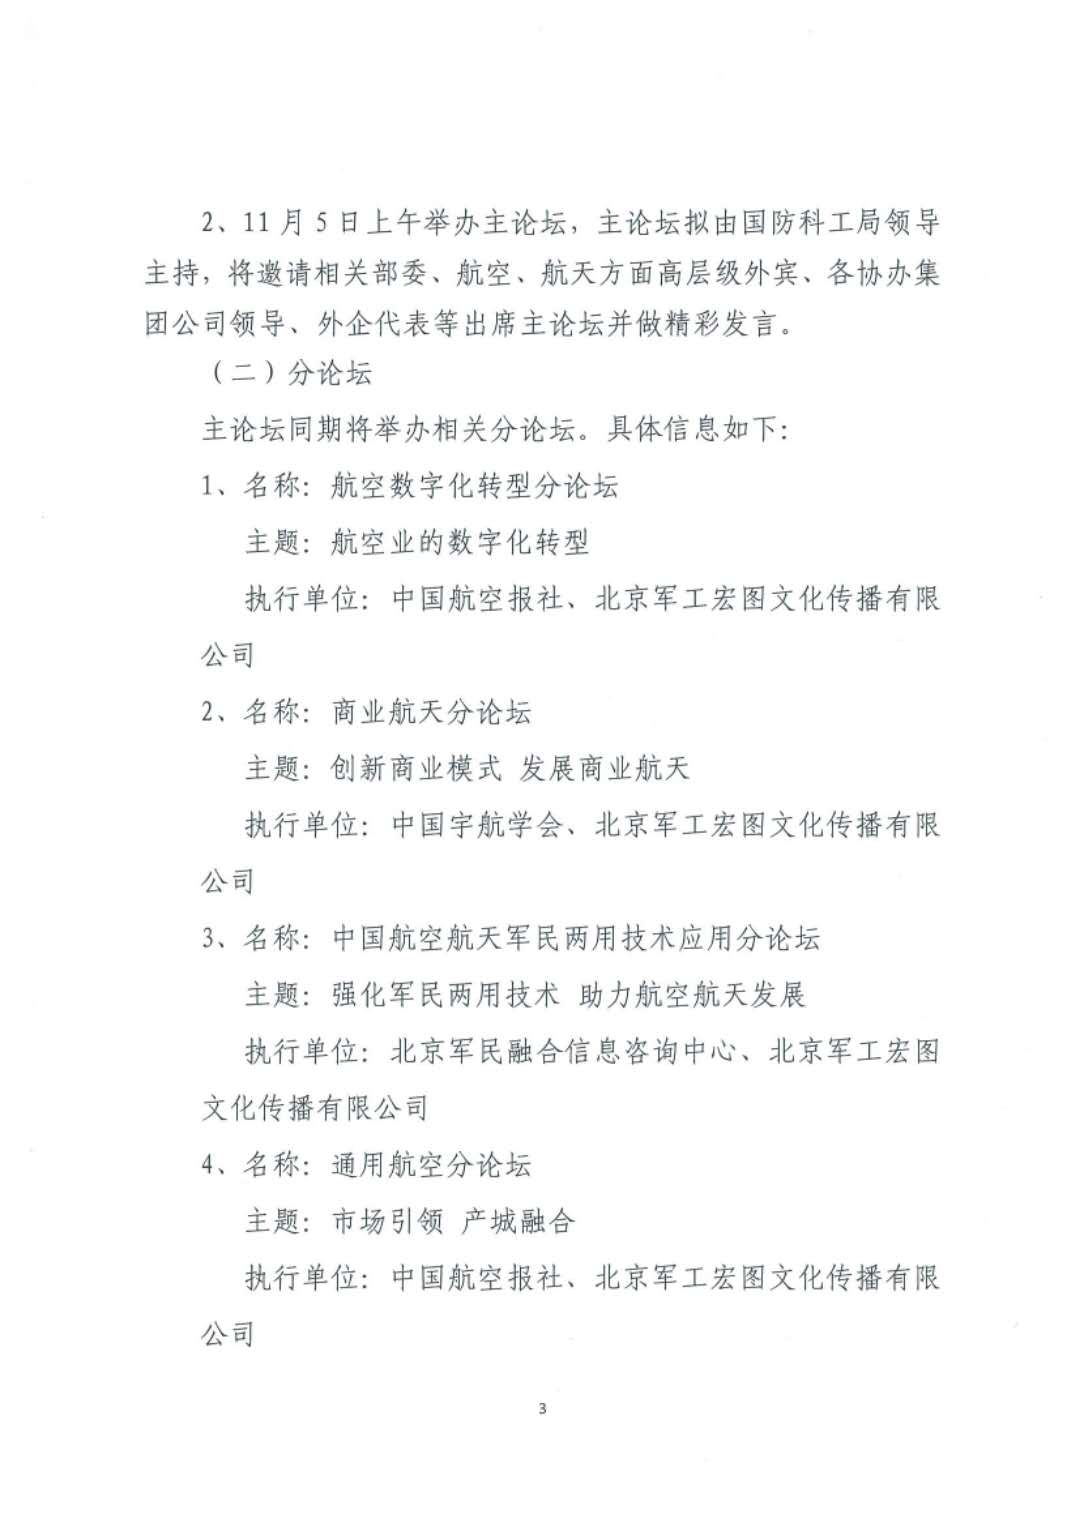 2、11月5日上午举办主论坛，主论坛拟由国防科工局领导
主持，将邀请相关部委、航空、航天方面高层级外宾、各协办集
团公司领导、外企代表等出席主论坛并做精彩发言。
（二）分论坛
主论坛同期将举办相关分论坛。具体信息如下：
1、名称：航空数字化转型分论坛
主题：航空业的数字化转型
执行单位：中国航空报社、北京军工宏图文化传播有限
公司
2、名称：商业航天分论坛
主题：创新商业模式 发展商业航天
执行单位：中国宇航学会、北京军工宏图文化传播有限
公司
3、名称：中国航空航天军民两用技术应用分论坛
主题：强化军民两用技术 助力航空航天发展
执行单位：北京军民融合信息咨询中心、北京军工宏图
文化传播有限公司
4、名称：通用航空分论坛
主题：市场引领 产城融合
执行单位：中国航空报社、北京军工宏图文化传播有限
公司
3